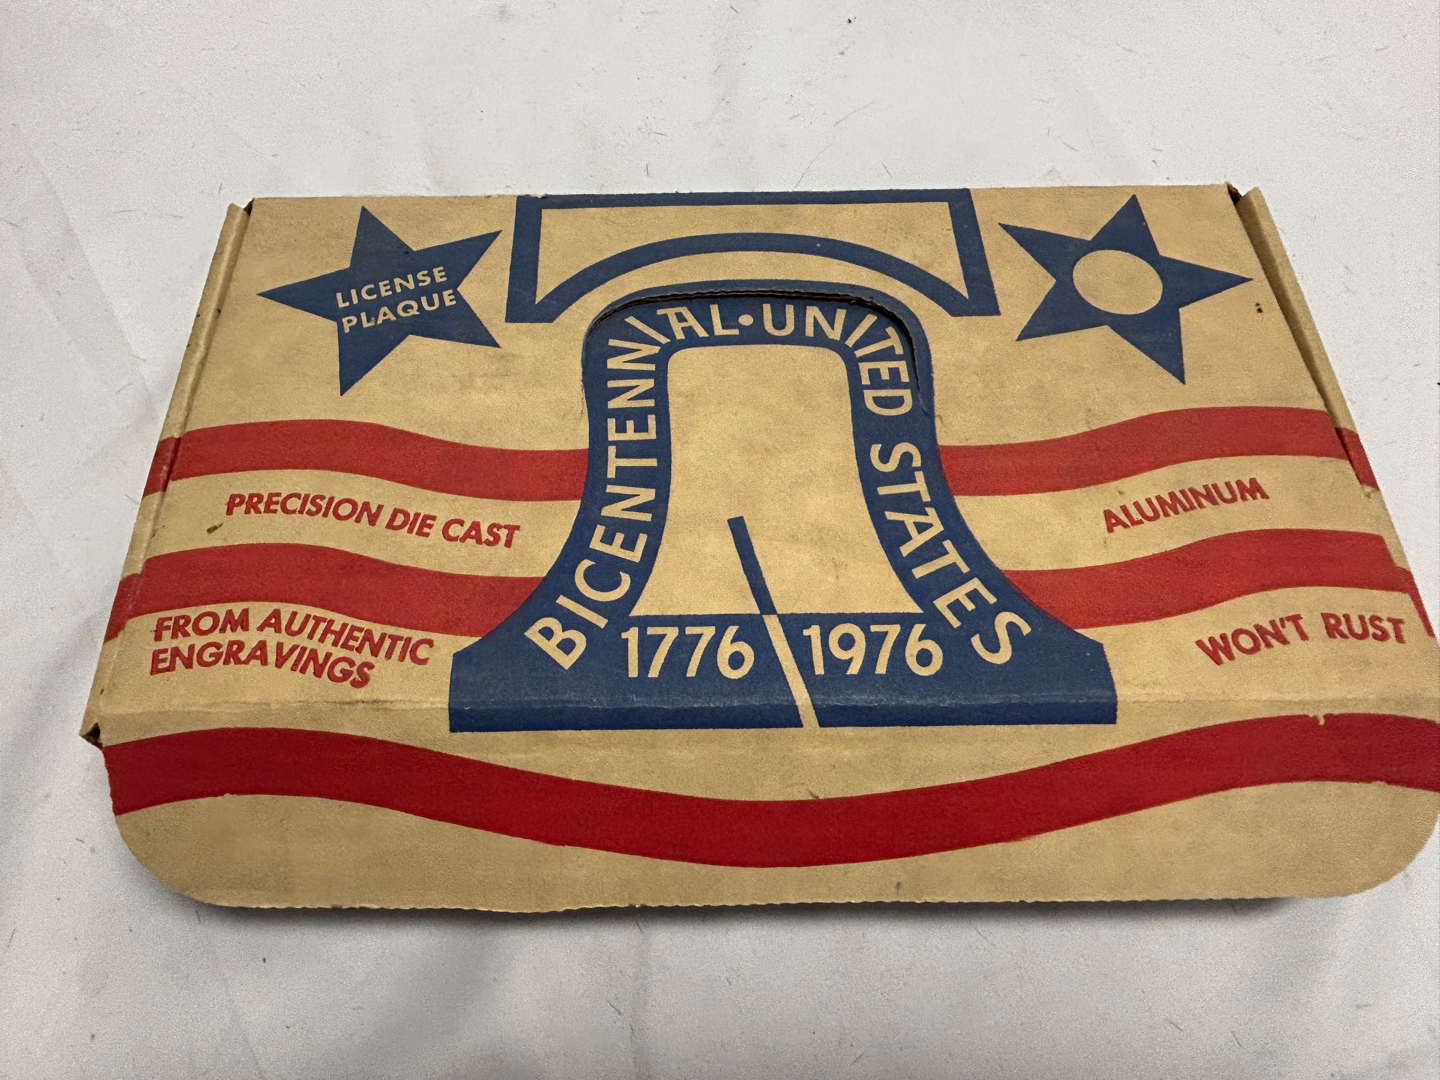 LICENSE
PLAQUE
BICENTENNIAL•UNITED STATES
PRECISION DIE CAST
ALUMINUM
FROM AUTHENTIC
ENGRAVINGS
1776 1976
WON'T RUST